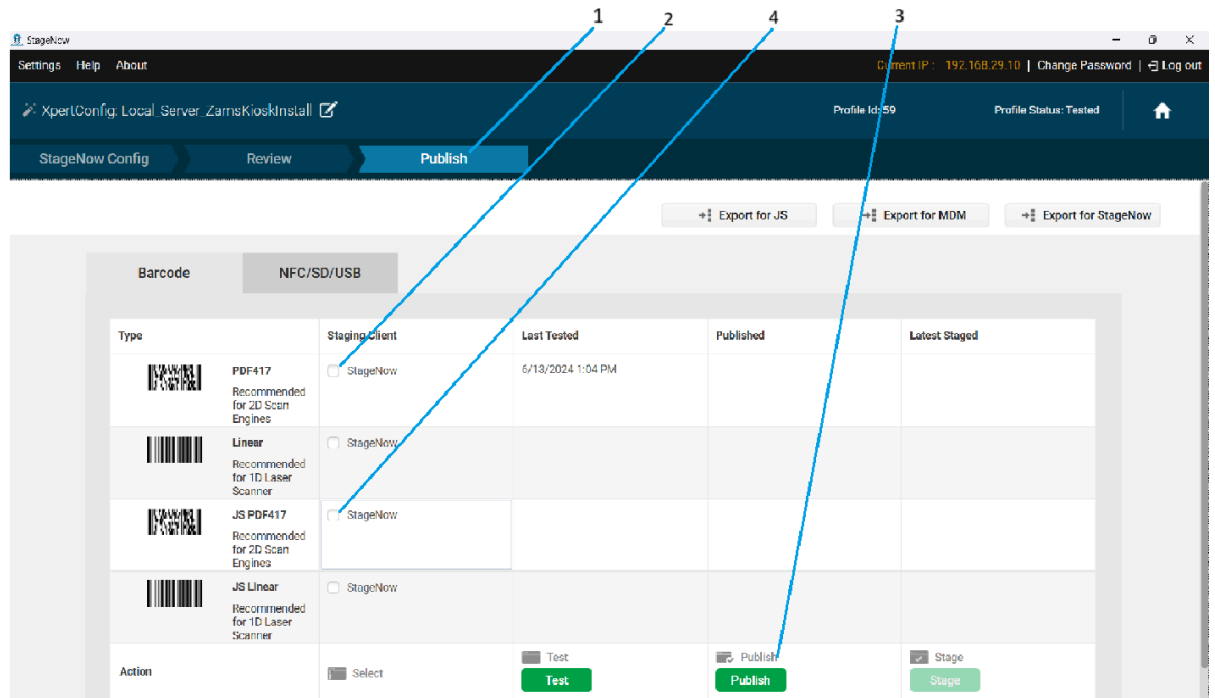 1 2 4 3
StageNow
Settings Help About
Current IP : 192.168.29.10 | Change Password | Log out
XpertConfig: Local_Server_ZamsKioskInstall
Profile Id: 59
Profile Status: Tested
StageNow Config
Review
Publish
Export for JS
Export for MDM
Export for StageNow
Barcode
NFC/SD/USB
Type
Staging Client
Last Tested
Published
Latest Staged
PDF417
Recommended
for 2D Scan
Engines
StageNow
6/13/2024 1:04 PM
Linear
Recommended
for 1D Laser
Scanner
StageNow
JS PDF417
Recommended
for 2D Scan
Engines
StageNow
JS Linear
Recommended
for 1D Laser
Scanner
StageNow
Action
Select
Test
Test
Publish
Publish
Stage
Stage